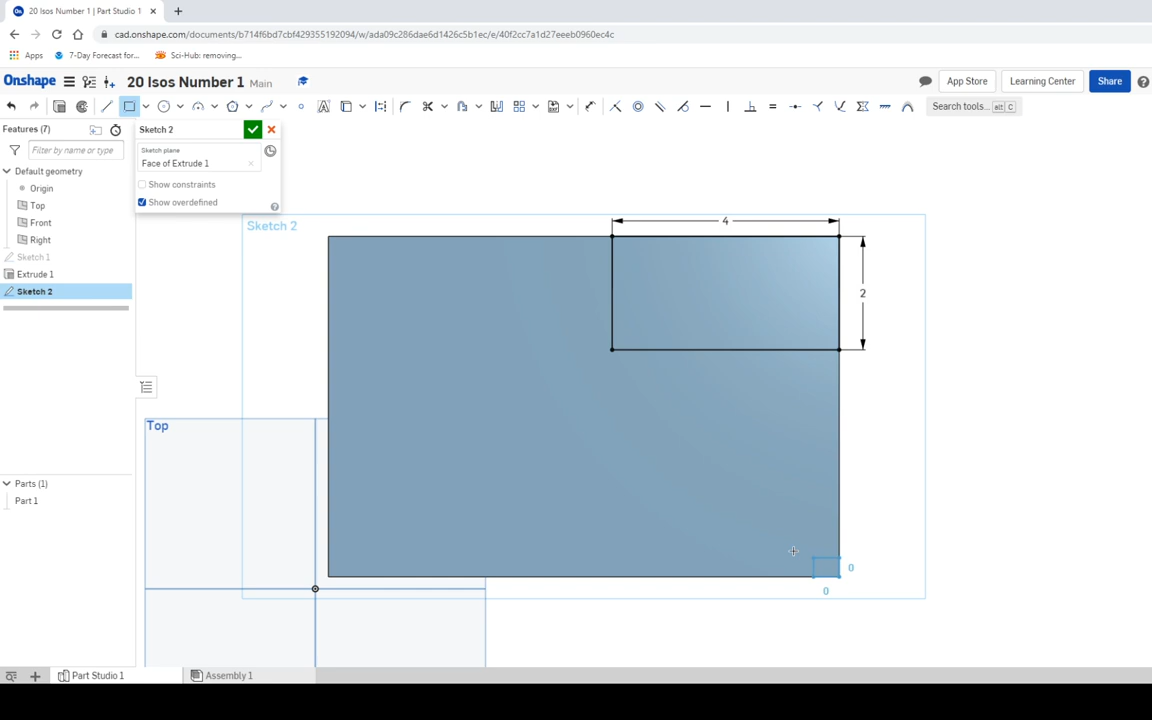 20 Isos Number 1 | Part Studio 1
cad.onshape.com/documents/b714f6bd7cbf429355192094/w/ada09c286dae6d1426c5b1ec/e/40f2cc7a1d27eeeb0960ec4c
Apps 7-Day Forecast for... Sci-Hub: removing...
Onshape 20 Isos Number 1 Main App Store Learning Center Share
Search tools... alt C
Features (7)
Filter by name or type
Default geometry
Origin
Top
Front
Right
Sketch 1
Extrude 1
Sketch 2
Sketch 2
Sketch plane
Face of Extrude 1
Show constraints
Show overdefined
Sketch 2
4
2
Top
0
0
Parts (1)
Part 1
Part Studio 1 Assembly 1